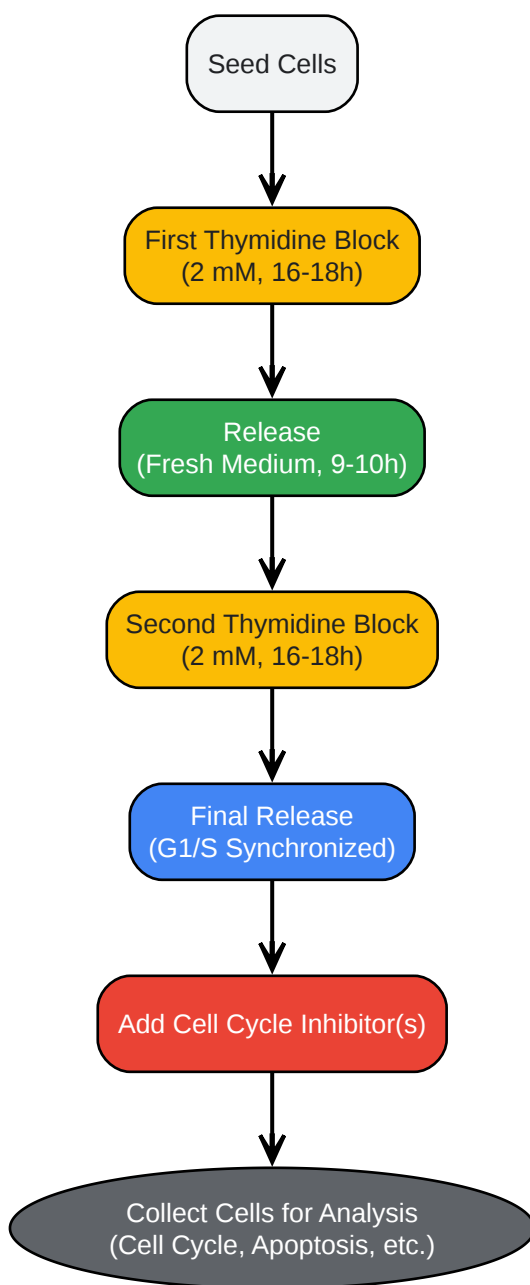 Seed Cells
First Thymidine Block
(2 mM, 16-18h)
Release
(Fresh Medium, 9-10h)
Second Thymidine Block
(2 mM, 16-18h)
Final Release
(G1/S Synchronized)
Add Cell Cycle Inhibitor(s)
Collect Cells for Analysis
(Cell Cycle, Apoptosis, etc.)